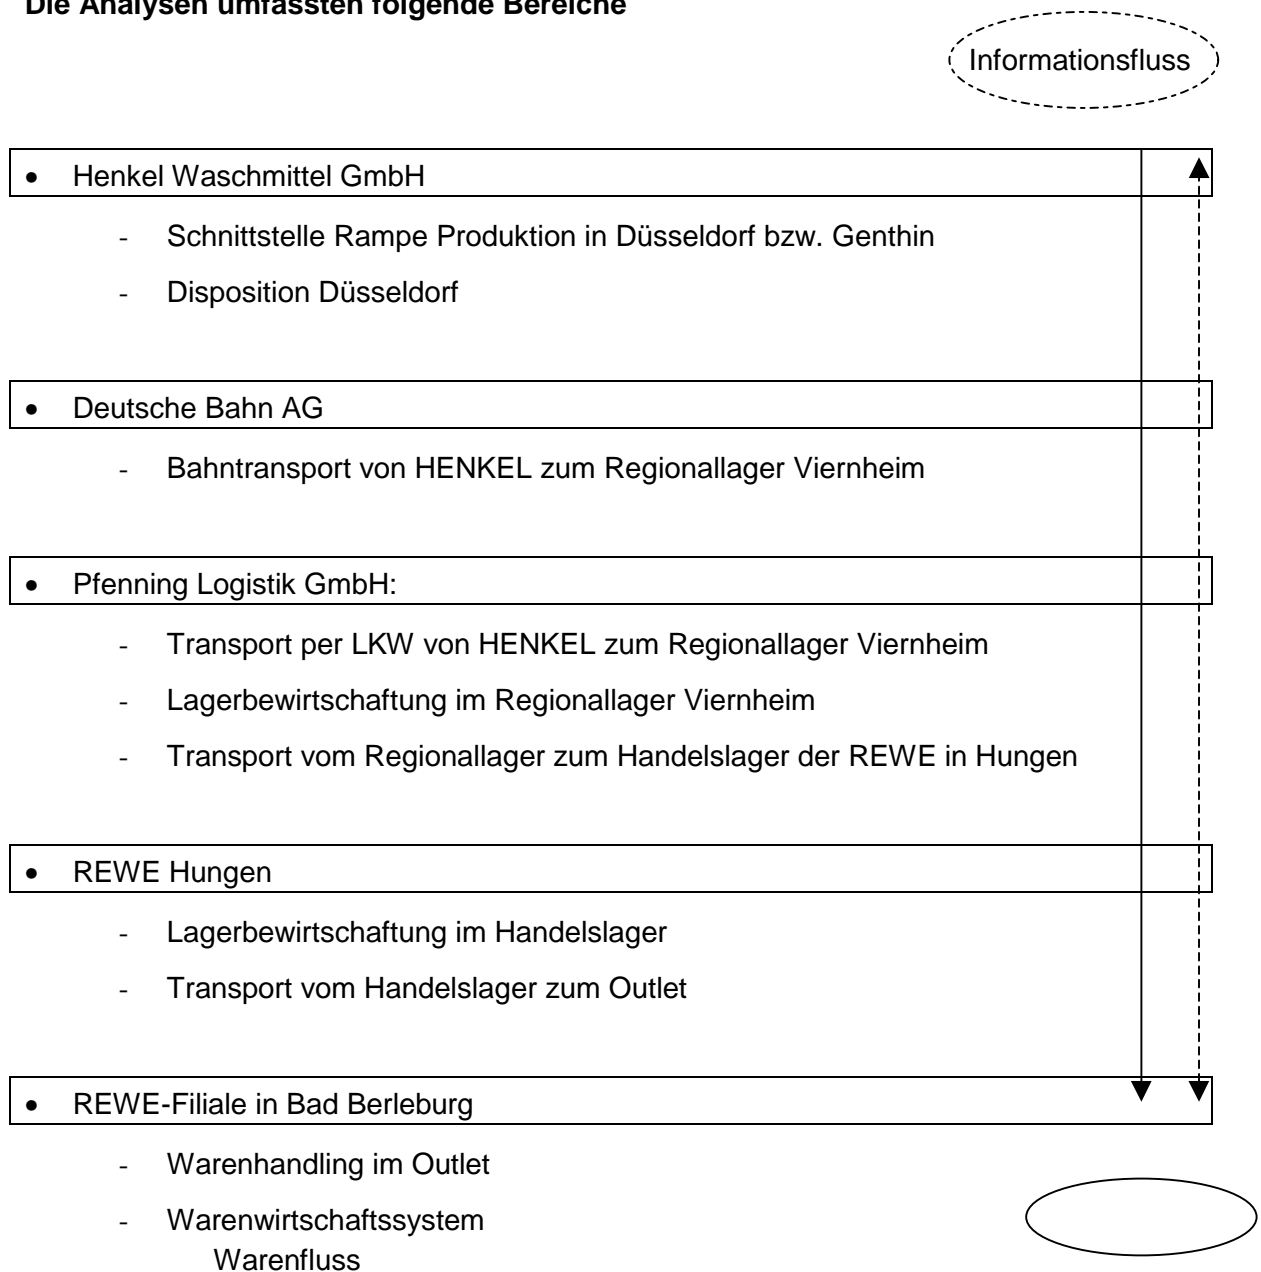 Die Analysen umfassten folgende Bereiche
Informationsfluss
• Henkel Waschmittel GmbH
- Schnittstelle Rampe Produktion in Düsseldorf bzw. Genthin
- Disposition Düsseldorf
• Deutsche Bahn AG
- Bahntransport von HENKEL zum Regionallager Viernheim
• Pfenning Logistik GmbH:
- Transport per LKW von HENKEL zum Regionallager Viernheim
- Lagerbewirtschaftung im Regionallager Viernheim
- Transport vom Regionallager zum Handelslager der REWE in Hungen
• REWE Hungen
- Lagerbewirtschaftung im Handelslager
- Transport vom Handelslager zum Outlet
• REWE-Filiale in Bad Berleburg
- Warenhandling im Outlet
- Warenwirtschaftssystem
Warenfluss